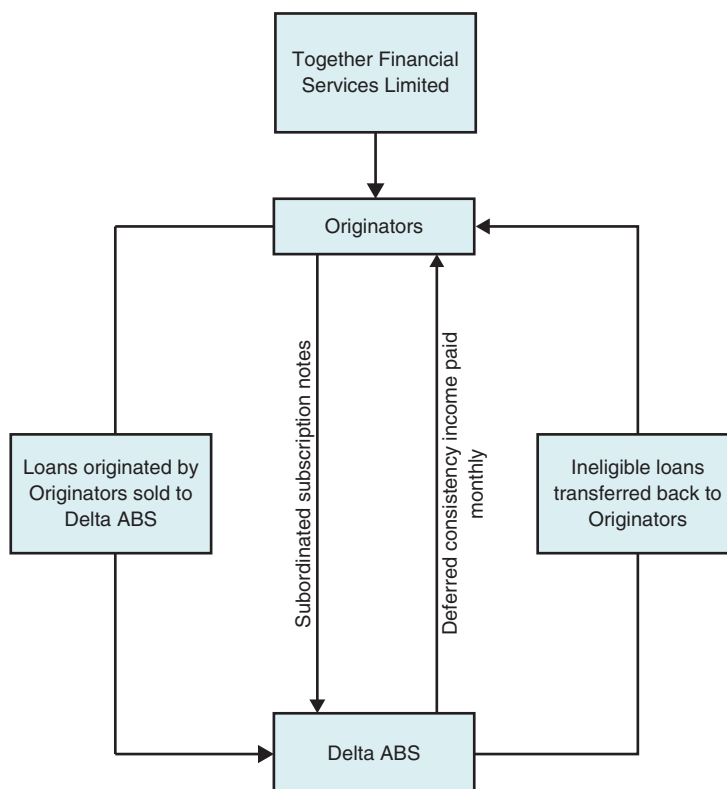 Together Financial
Services Limited
Originators
Loans originated by
Originators sold to
Delta ABS
Subordinated subscription notes
Deferred consistency income paid
monthly
Ineligible loans
transferred back to
Originators
Delta ABS